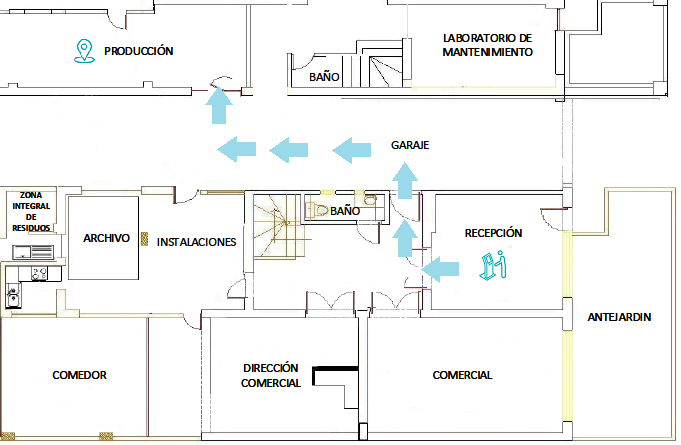 PRODUCCIÓN
LABORATORIO DE
MANTENIMIENTO
BAÑO
GARAJE
ZONA
INTEGRAL
DE
RESIDUOS
ARCHIVO
INSTALACIONES
BAÑO
RECEPCIÓN
ANTEJARDIN
COMEDOR
DIRECCIÓN
COMERCIAL
COMERCIAL